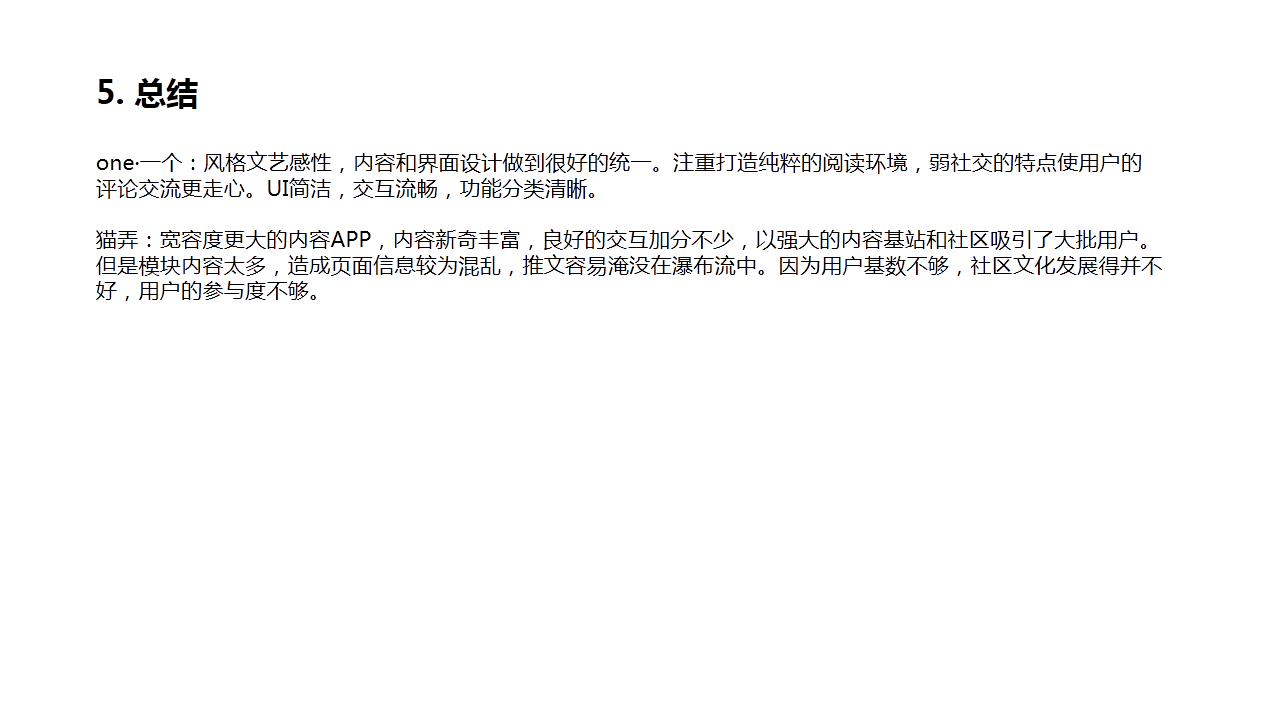 5. 总结
one·一个：风格文艺感性，内容和界面设计做到很好的统一。注重打造纯粹的阅读环境，弱社交的特点使用户的
评论交流更走心。UI简洁，交互流畅，功能分类清晰。
猫弄：宽容度更大的内容APP，内容新奇丰富，良好的交互加分不少，以强大的内容基站和社区吸引了大批用户。
但是模块内容太多，造成页面信息较为混乱，推文容易淹没在瀑布流中。因为用户基数不够，社区文化发展得并不
好，用户的参与度不够。